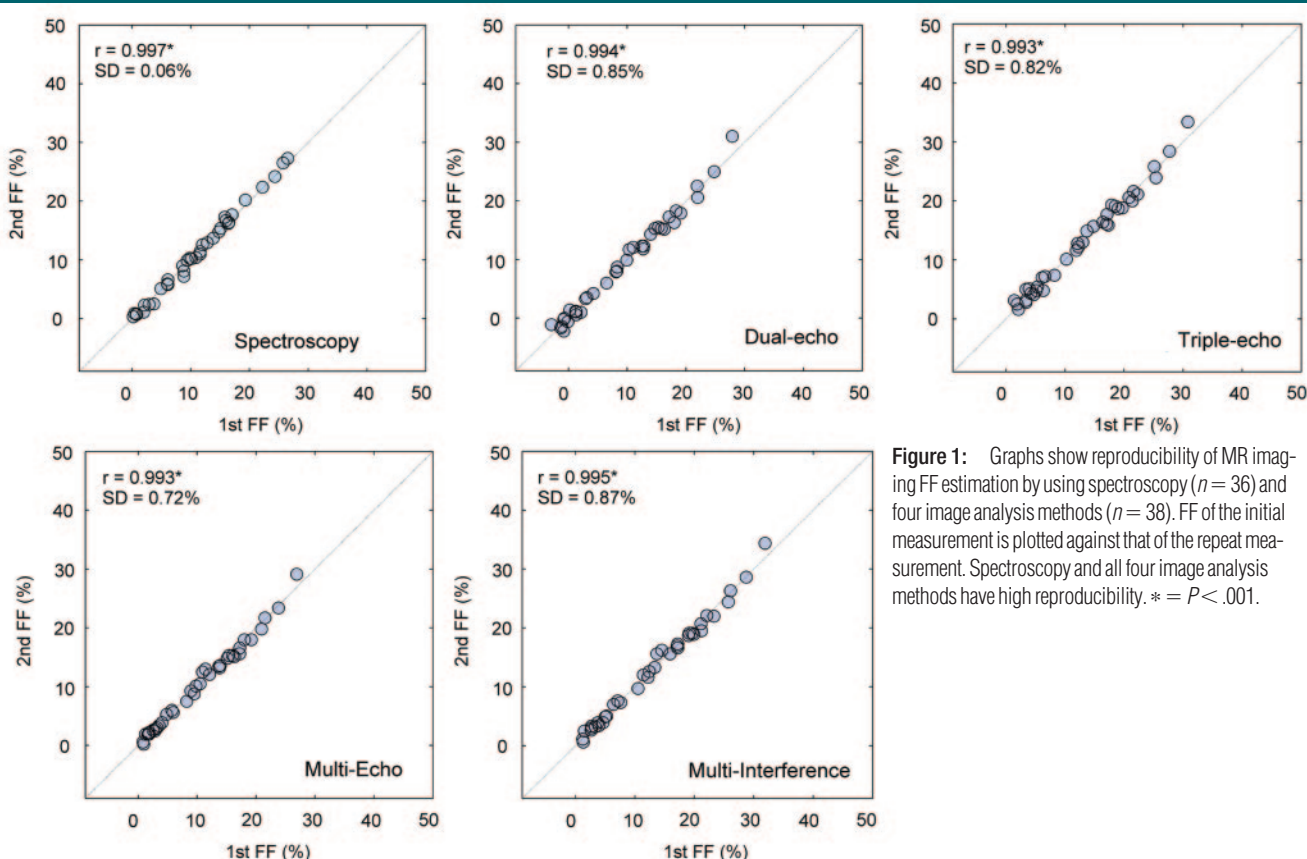 50
40
30
20
10
0
2nd FF (%)
r = 0.997*
SD = 0.06%
Spectroscopy
0 10 20 30 40 50
1st FF (%)
50
40
30
20
10
0
2nd FF (%)
r = 0.994*
SD = 0.85%
Dual-echo
0 10 20 30 40 50
1st FF (%)
50
40
30
20
10
0
2nd FF (%)
r = 0.993*
SD = 0.82%
Triple-echo
0 10 20 30 40 50
1st FF (%)
50
40
30
20
10
0
2nd FF (%)
r = 0.993*
SD = 0.72%
Multi-Echo
0 10 20 30 40 50
1st FF (%)
50
40
30
20
10
0
2nd FF (%)
r = 0.995*
SD = 0.87%
Multi-Interference
0 10 20 30 40 50
1st FF (%)
Figure 1: Graphs show reproducibility of MR imag-
ing FF estimation by using spectroscopy (n = 36) and
four image analysis methods (n = 38). FF of the initial
measurement is plotted against that of the repeat mea-
surement. Spectroscopy and all four image analysis
methods have high reproducibility. * = P < .001.